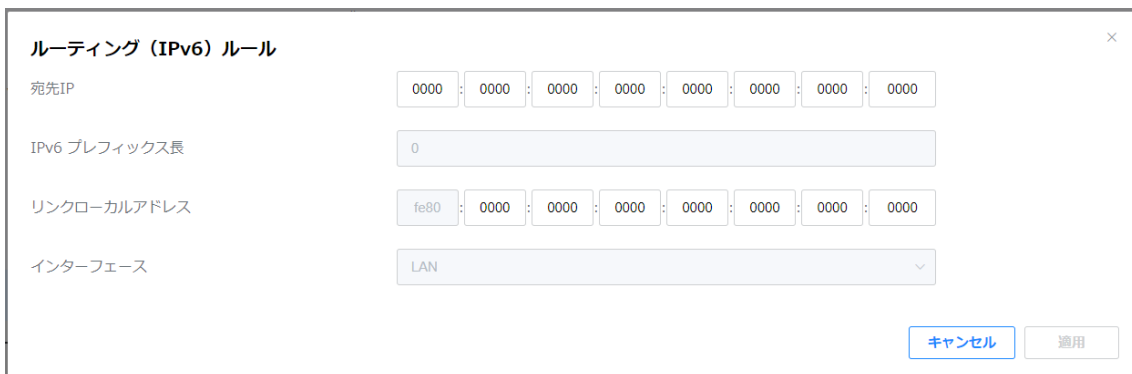 ルーティング（IPv6）ルール
×
宛先IP 0000 : 0000 : 0000 : 0000 : 0000 : 0000 : 0000 : 0000
IPv6 プレフィックス長 0
リンクローカルアドレス fe80 : 0000 : 0000 : 0000 : 0000 : 0000 : 0000 : 0000
インターフェース LAN
キャンセル 適用